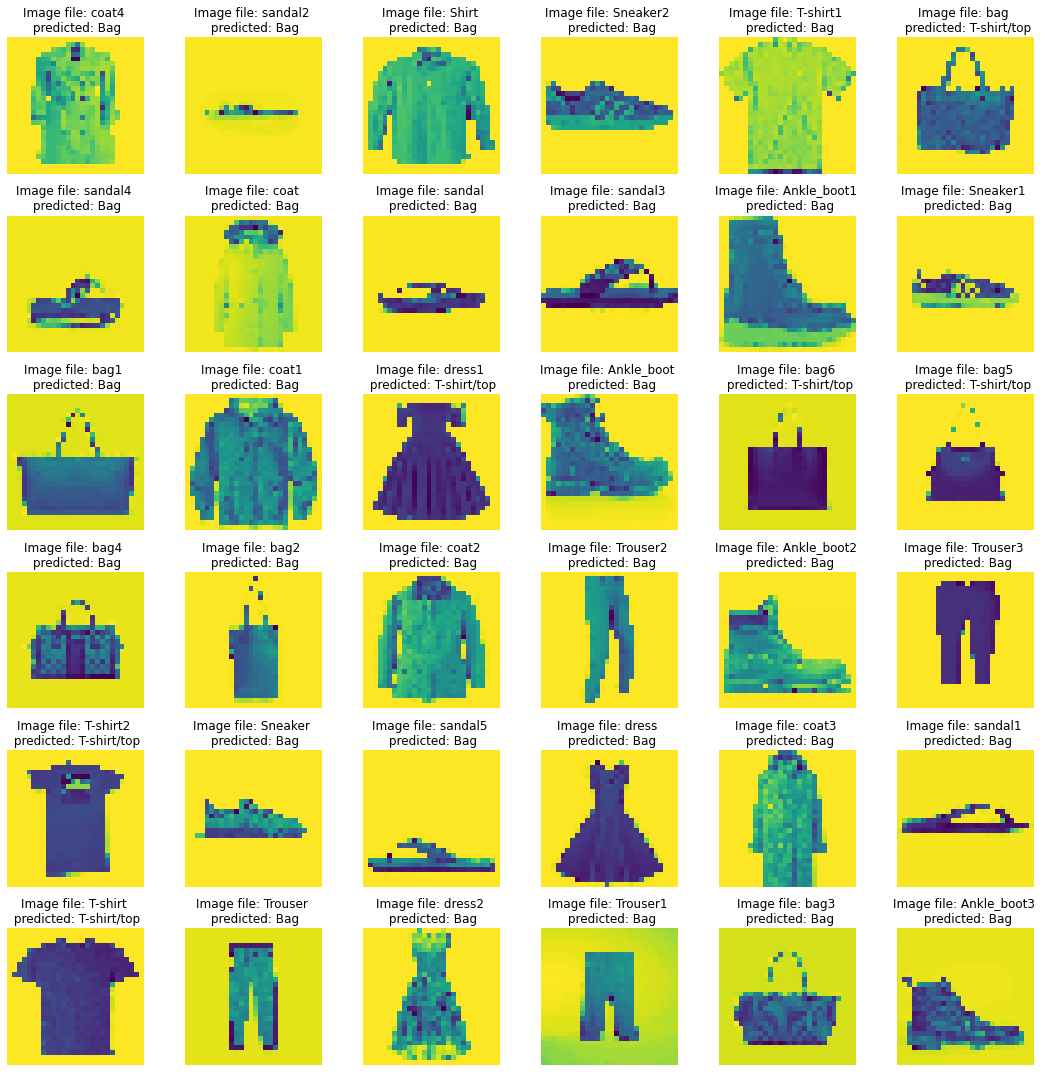 Image file: coat4
predicted: Bag
Image file: sandal2
predicted: Bag
Image file: Shirt
predicted: Bag
Image file: Sneaker2
predicted: Bag
Image file: T-shirt1
predicted: Bag
Image file: bag
predicted: T-shirt/top
Image file: sandal4
predicted: Bag
Image file: coat
predicted: Bag
Image file: sandal
predicted: Bag
Image file: sandal3
predicted: Bag
Image file: Ankle_boot1
predicted: Bag
Image file: Sneaker1
predicted: Bag
Image file: bag1
predicted: Bag
Image file: coat1
predicted: Bag
Image file: dress1
predicted: T-shirt/top
Image file: Ankle_boot
predicted: Bag
Image file: bag6
predicted: T-shirt/top
Image file: bag5
predicted: T-shirt/top
Image file: bag4
predicted: Bag
Image file: bag2
predicted: Bag
Image file: coat2
predicted: Bag
Image file: Trouser2
predicted: Bag
Image file: Ankle_boot2
predicted: Bag
Image file: Trouser3
predicted: Bag
Image file: T-shirt2
predicted: T-shirt/top
Image file: Sneaker
predicted: Bag
Image file: sandal5
predicted: Bag
Image file: dress
predicted: Bag
Image file: coat3
predicted: Bag
Image file: sandal1
predicted: Bag
Image file: T-shirt
predicted: T-shirt/top
Image file: Trouser
predicted: Bag
Image file: dress2
predicted: Bag
Image file: Trouser1
predicted: Bag
Image file: bag3
predicted: Bag
Image file: Ankle_boot3
predicted: Bag